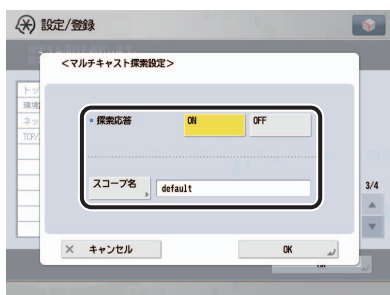 設定/登録
<マルチキャスト探索設定>
探索応答 ON OFF
スコープ名 default
3/4
× キャンセル OK